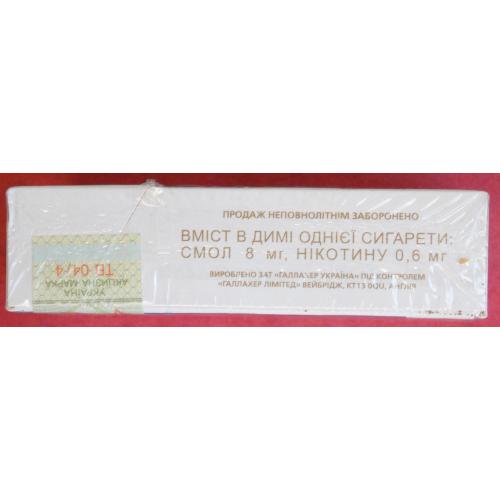 ПРОДАЖ НЕПОВНОЛІТНІМ ЗАБОРОНЕНО
ВМІСТ В ДИМІ ОДНІЄЇ СИГАРЕТИ:
СМОЛ 8 мг, НІКОТИНУ 0,6 мг
ВИРОБЛЕНО ЗАТ «ГАЛЛАХЕР УКРАЇНА» ПІД КОНТРОЛЕМ
«ГАЛЛАХЕР ЛІМІТЕД» ВЕЙБРІДЖ, КТ13 0QU, АНГЛІЯ
УКРАЇНА
АКЦИЗНА МАРКА
ТБ 04/4